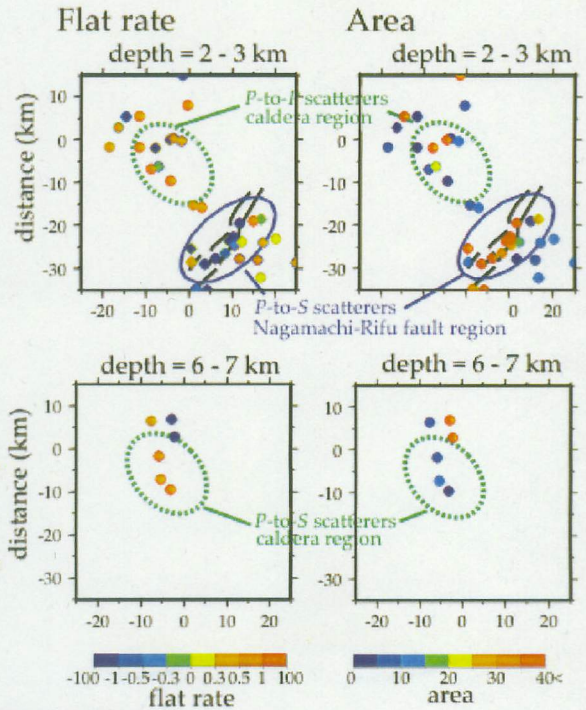 Flat rate Area
depth = 2 - 3 km depth = 2 - 3 km
distance (km)
10
0
-10
-20
-30
P-to-P scatterers
caldera region
-20 -10 0 10 20
-20 -10 0 10 20
P-to-S scatterers
Nagamachi-Rifu fault region
depth = 6 - 7 km depth = 6 - 7 km
distance (km)
10
0
-10
-20
-30
P-to-S scatterers
caldera region
-20 -10 0 10 20
-20 -10 0 10 20
-100 -1 -0.5 -0.3 0 0.3 0.5 1 100
flat rate
0 10 20 30 40<
area